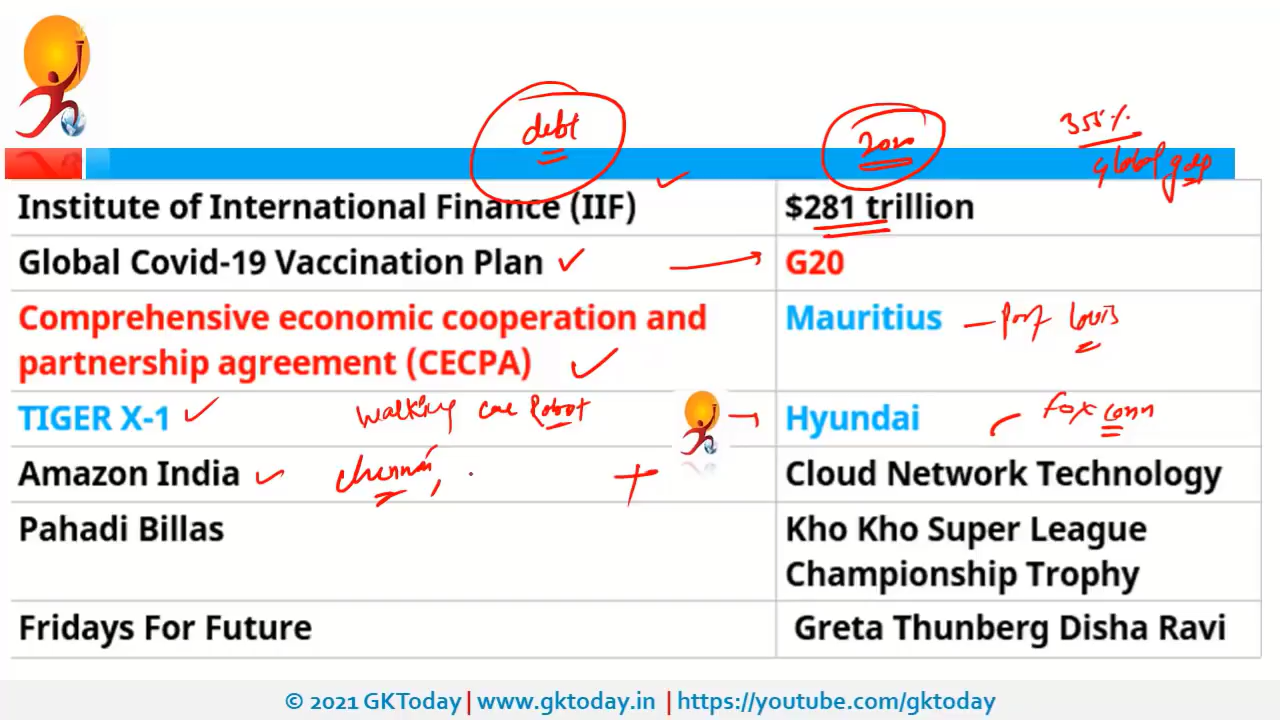 debt
2020
355%
global gdp
Institute of International Finance (IIF)
$281 trillion
Global Covid-19 Vaccination Plan
G20
Comprehensive economic cooperation and
partnership agreement (CECPA)
Mauritius
Port Louis
TIGER X-1
walking car Robot
Hyundai
foxconn
Amazon India
chennai,
+
Cloud Network Technology
Pahadi Billas
Kho Kho Super League
Championship Trophy
Fridays For Future
Greta Thunberg Disha Ravi
© 2021 GKToday | www.gktoday.in | https://youtube.com/gktoday